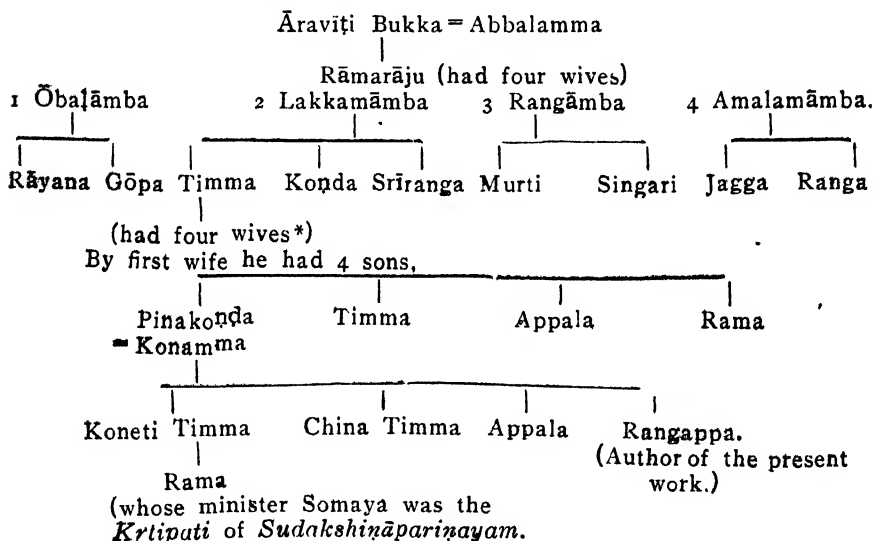 Āravīṭi Bukka = Abbalamma
Rāmarāju (had four wives)
1 Ōbaḷāmba 2 Lakkamāmba 3 Rangāmba 4 Amalamāmba.
Rāyana Gōpa Timma Koṇda Srīranga Murti Singari Jagga Ranga
(had four wives*)
By first wife he had 4 sons,
Pinakoṇḍa Timma Appala Rama
= Konamma
Koneti Timma China Timma Appala Rangappa.
(Author of the present
work.)
Rama
(whose minister Somaya was the
Kṛtipati of Sudakshiṇāpariṇayam.